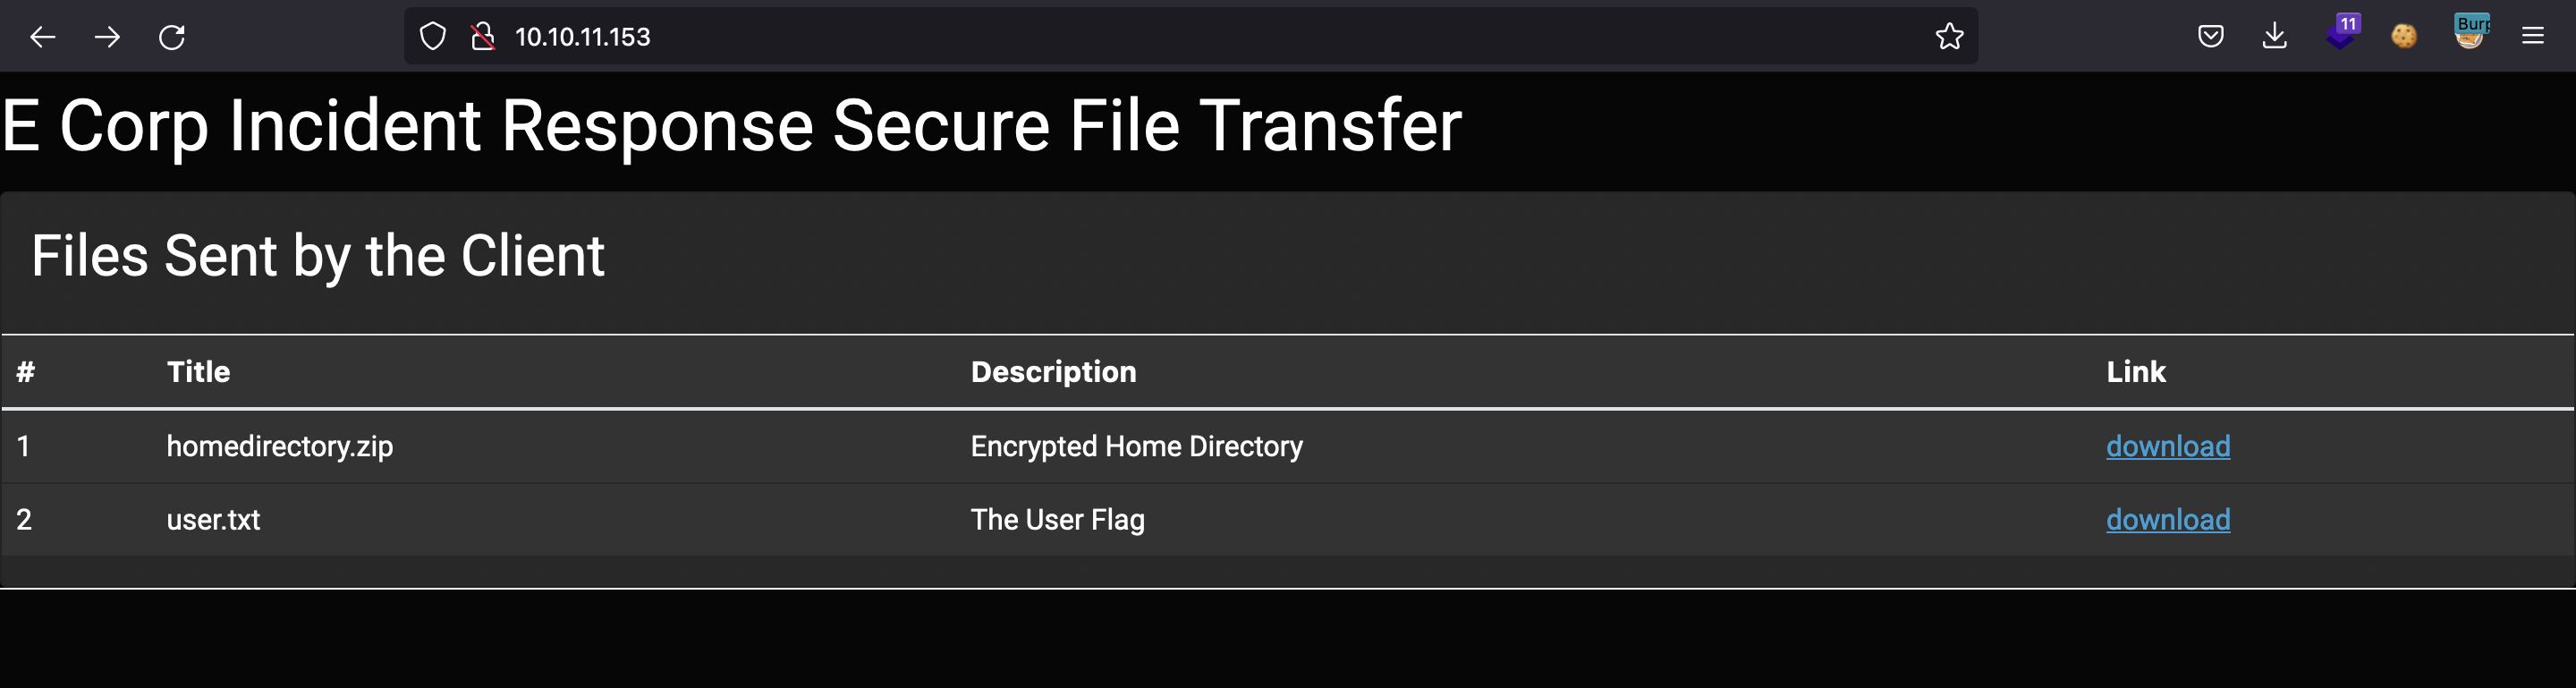 10.10.11.153
11
Burp
E Corp Incident Response Secure File Transfer
Files Sent by the Client
# Title Description Link
1 homedirectory.zip Encrypted Home Directory download
2 user.txt The User Flag download